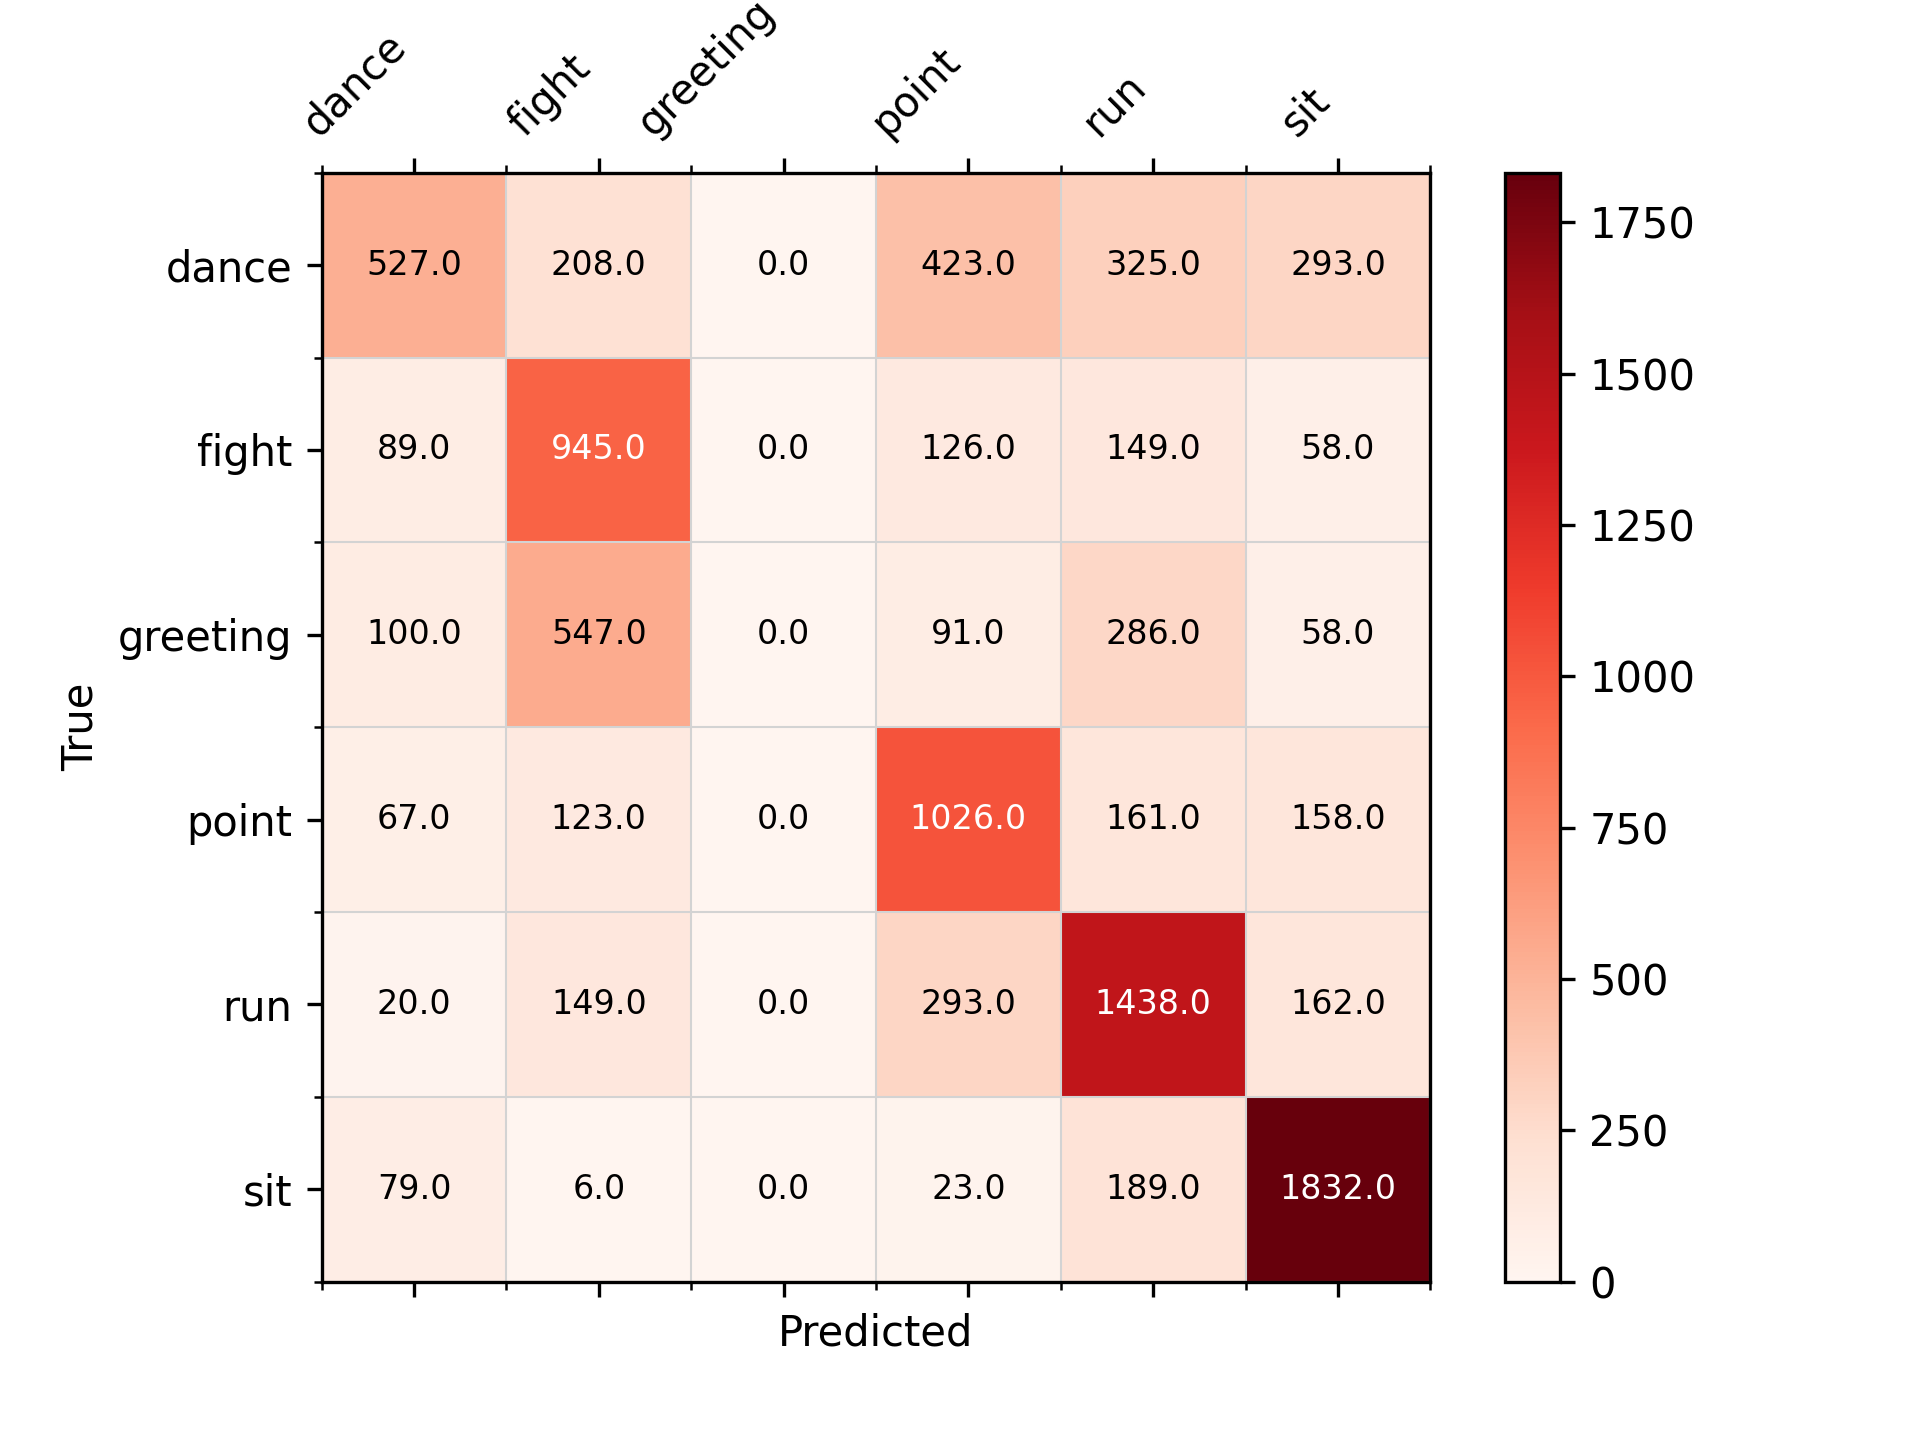 dance fight greeting point run sit
dance 527.0 208.0 0.0 423.0 325.0 293.0 1750
fight 89.0 945.0 0.0 126.0 149.0 58.0 1500
1250
greeting 100.0 547.0 0.0 91.0 286.0 58.0 1000
True
point 67.0 123.0 0.0 1026.0 161.0 158.0 750
500
run 20.0 149.0 0.0 293.0 1438.0 162.0
250
sit 79.0 6.0 0.0 23.0 189.0 1832.0
0
Predicted